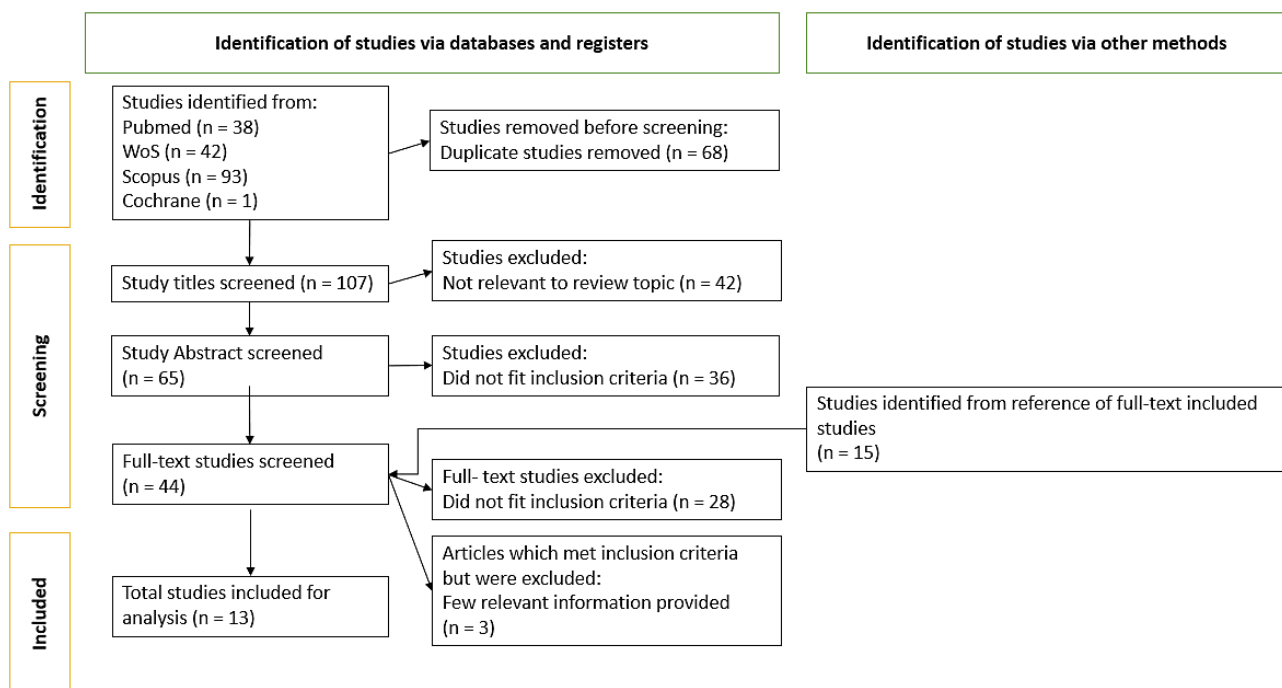 Identification of studies via databases and registers
Identification of studies via other methods
Identification
Studies identified from:
Pubmed (n = 38)
WoS (n = 42)
Scopus (n = 93)
Cochrane (n = 1)
Studies removed before screening:
Duplicate studies removed (n = 68)
Screening
Study titles screened (n = 107)
Studies excluded:
Not relevant to review topic (n = 42)
Study Abstract screened
(n = 65)
Studies excluded:
Did not fit inclusion criteria (n = 36)
Studies identified from reference of full-text included
studies
(n = 15)
Full-text studies screened
(n = 44)
Full- text studies excluded:
Did not fit inclusion criteria (n = 28)
Included
Articles which met inclusion criteria
but were excluded:
Few relevant information provided
(n = 3)
Total studies included for
analysis (n = 13)